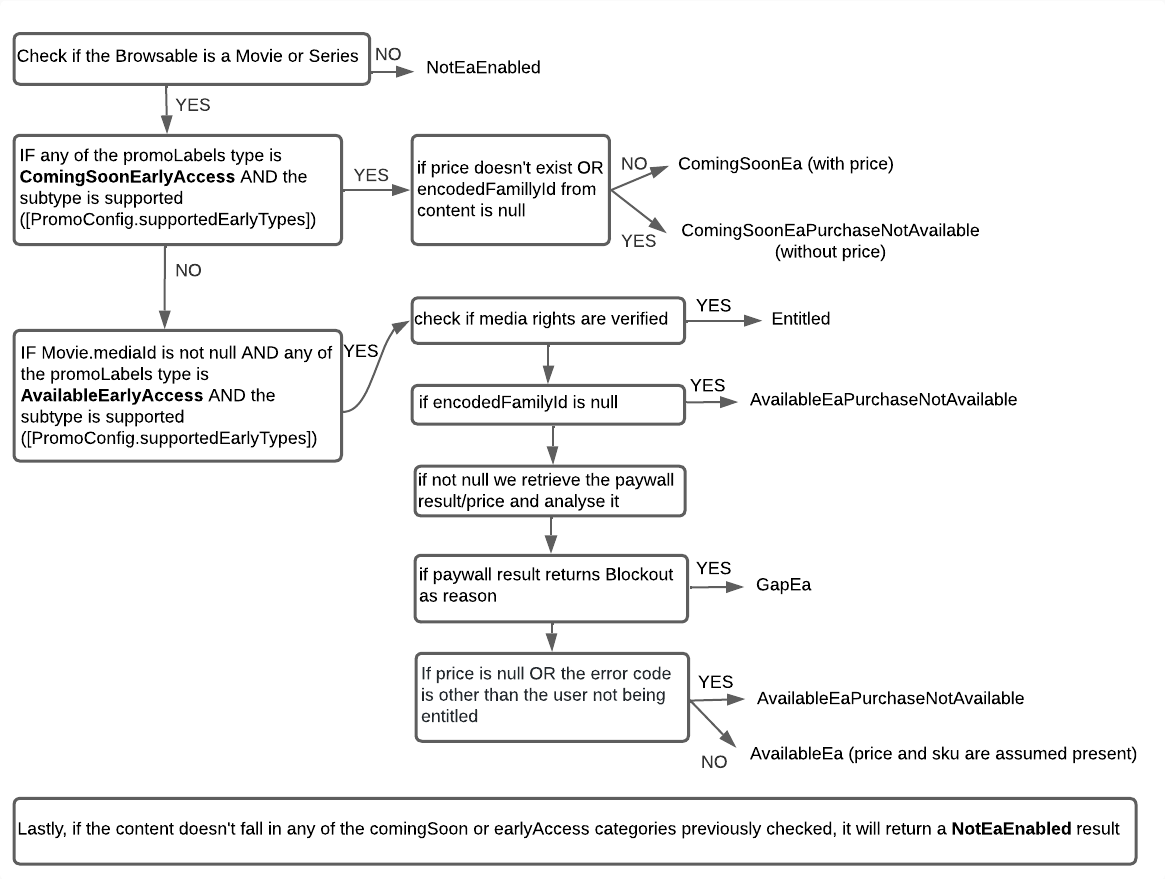 Check if the Browsable is a Movie or Series
NO
NotEaEnabled
YES
IF any of the promoLabels type is
ComingSoonEarlyAccess AND the
subtype is supported
([PromoConfig.supportedEarlyTypes])
YES
if price doesn't exist OR
encodedFamillyId from
content is null
NO
ComingSoonEa (with price)
YES
ComingSoonEaPurchaseNotAvailable
(without price)
NO
IF Movie.mediaId is not null AND any of
the promoLabels type is
AvailableEarlyAccess AND the
subtype is supported
([PromoConfig.supportedEarlyTypes])
YES
check if media rights are verified
YES
Entitled
if encodedFamilyId is null
YES
AvailableEaPurchaseNotAvailable
if not null we retrieve the paywall
result/price and analyse it
if paywall result returns Blockout
as reason
YES
GapEa
If price is null OR the error code
is other than the user not being
entitled
YES
AvailableEaPurchaseNotAvailable
NO
AvailableEa (price and sku are assumed present)
Lastly, if the content doesn't fall in any of the comingSoon or earlyAccess categories previously checked, it will return a NotEaEnabled result